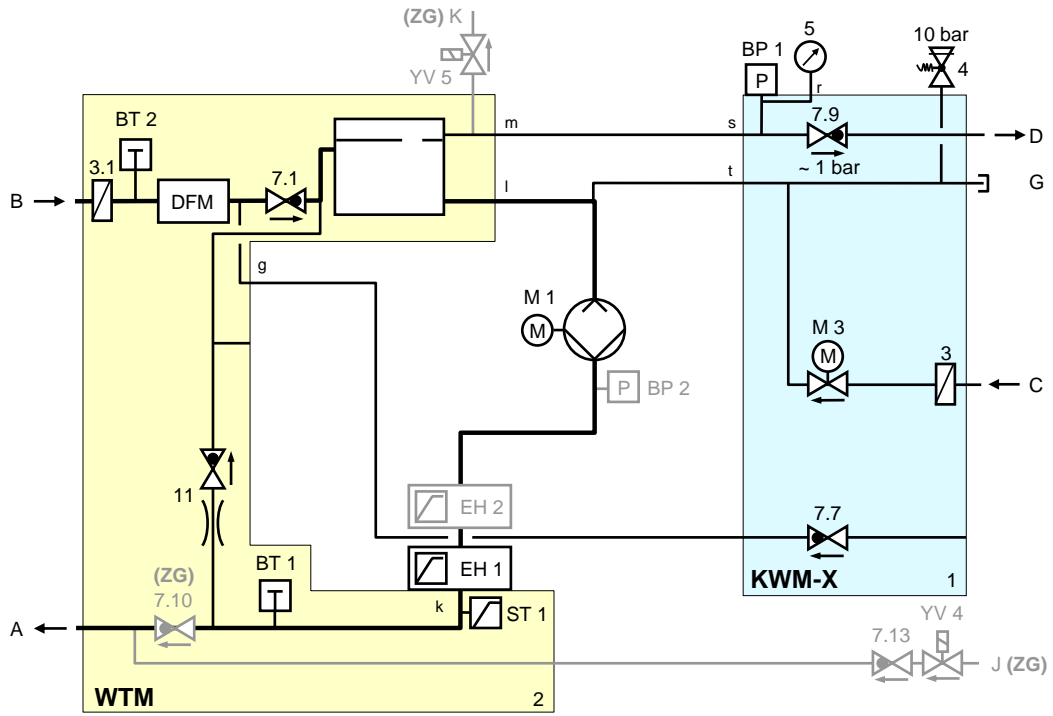 (ZG) K
YV 5
BP 1
P
5
r
10 bar
4
BT 2
T
3.1
B
DFM
7.1
m
s
7.9
D
~ 1 bar
l
t
G
g
M 1
M
M 3
M
3
C
P
BP 2
11
EH 2
7.7
BT 1
T
EH 1
KWM-X
1
(ZG)
7.10
k
ST 1
A
YV 4
7.13
J (ZG)
WTM
2